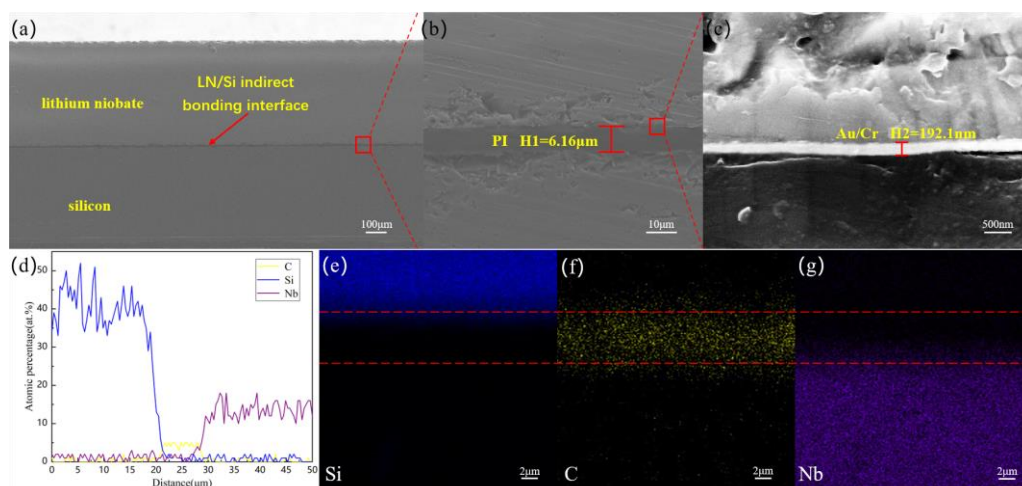 (a)
LN/Si indirect
bonding interface
lithium niobate
silicon
100μm
(b)
PI H1=6.16μm
10μm
(c)
Au/Cr H2=192.1nm
500nm
(d)
Atomic percentage(at.%)
50
40
30
20
10
0
C
Si
Nb
0 5 10 15 20 25 30 35 40 45 50
Distance(μm)
(e)
Si
2μm
(f)
C
2μm
(g)
Nb
2μm